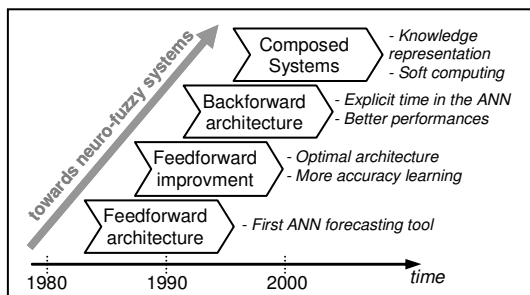 towards neuro-fuzzy systems
Composed
Systems
- Knowledge
representation
- Soft computing
Backforward
architecture
- Explicit time in the ANN
- Better performances
Feedforward
improvment
- Optimal architecture
- More accuracy learning
Feedforward
architecture
- First ANN forecasting tool
1980
1990
2000
time